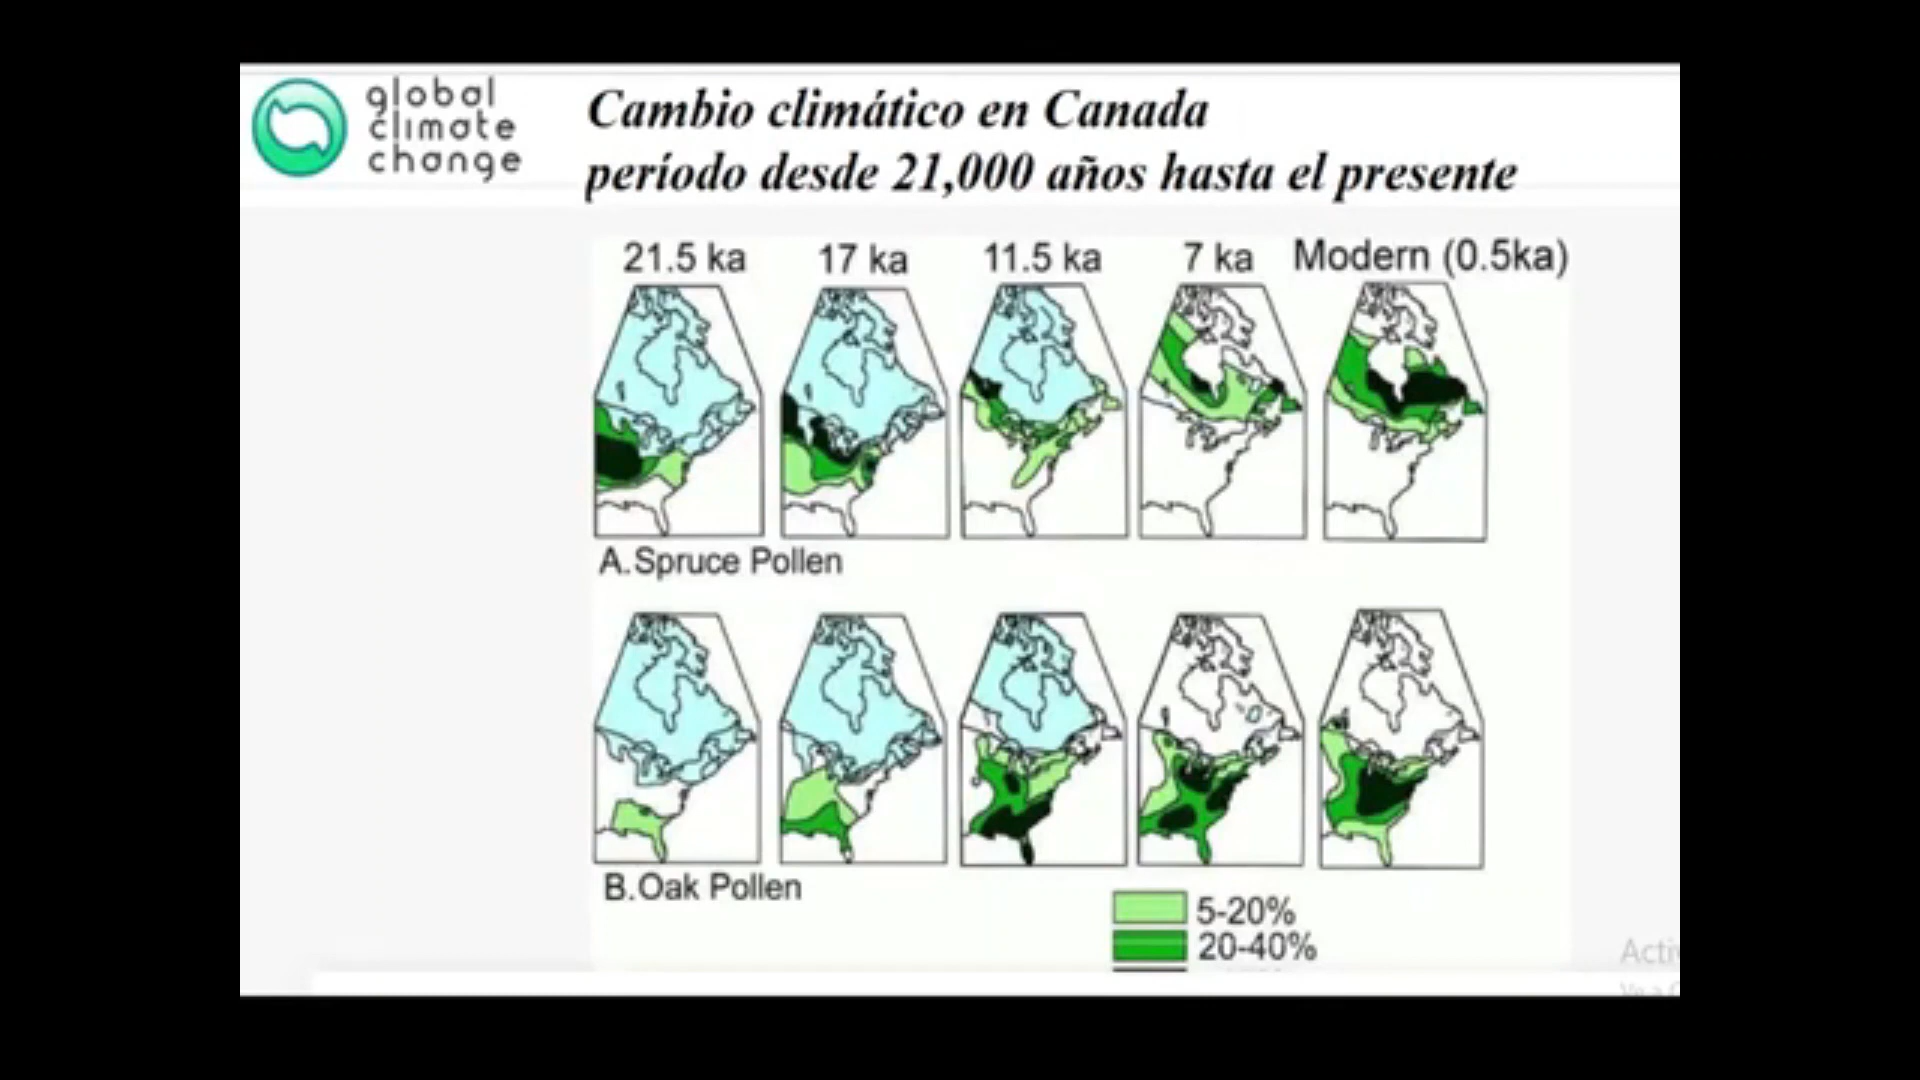 global
climate
change
Cambio climático en Canada
período desde 21,000 años hasta el presente
21.5 ka 17 ka 11.5 ka 7 ka Modern (0.5ka)
A.Spruce Pollen
B.Oak Pollen
5-20%
20-40%